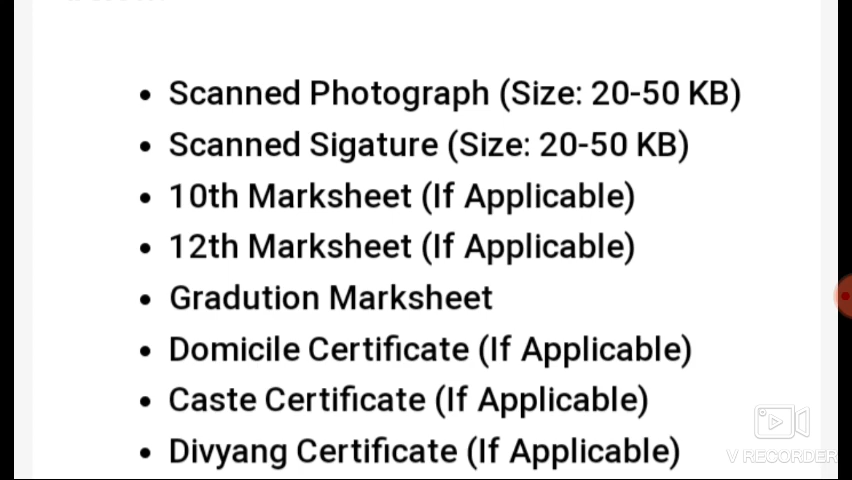 • Scanned Photograph (Size: 20-50 KB)
• Scanned Sigature (Size: 20-50 KB)
• 10th Marksheet (If Applicable)
• 12th Marksheet (If Applicable)
• Gradution Marksheet
• Domicile Certificate (If Applicable)
• Caste Certificate (If Applicable)
• Divyang Certificate (If Applicable)
V RECORDER